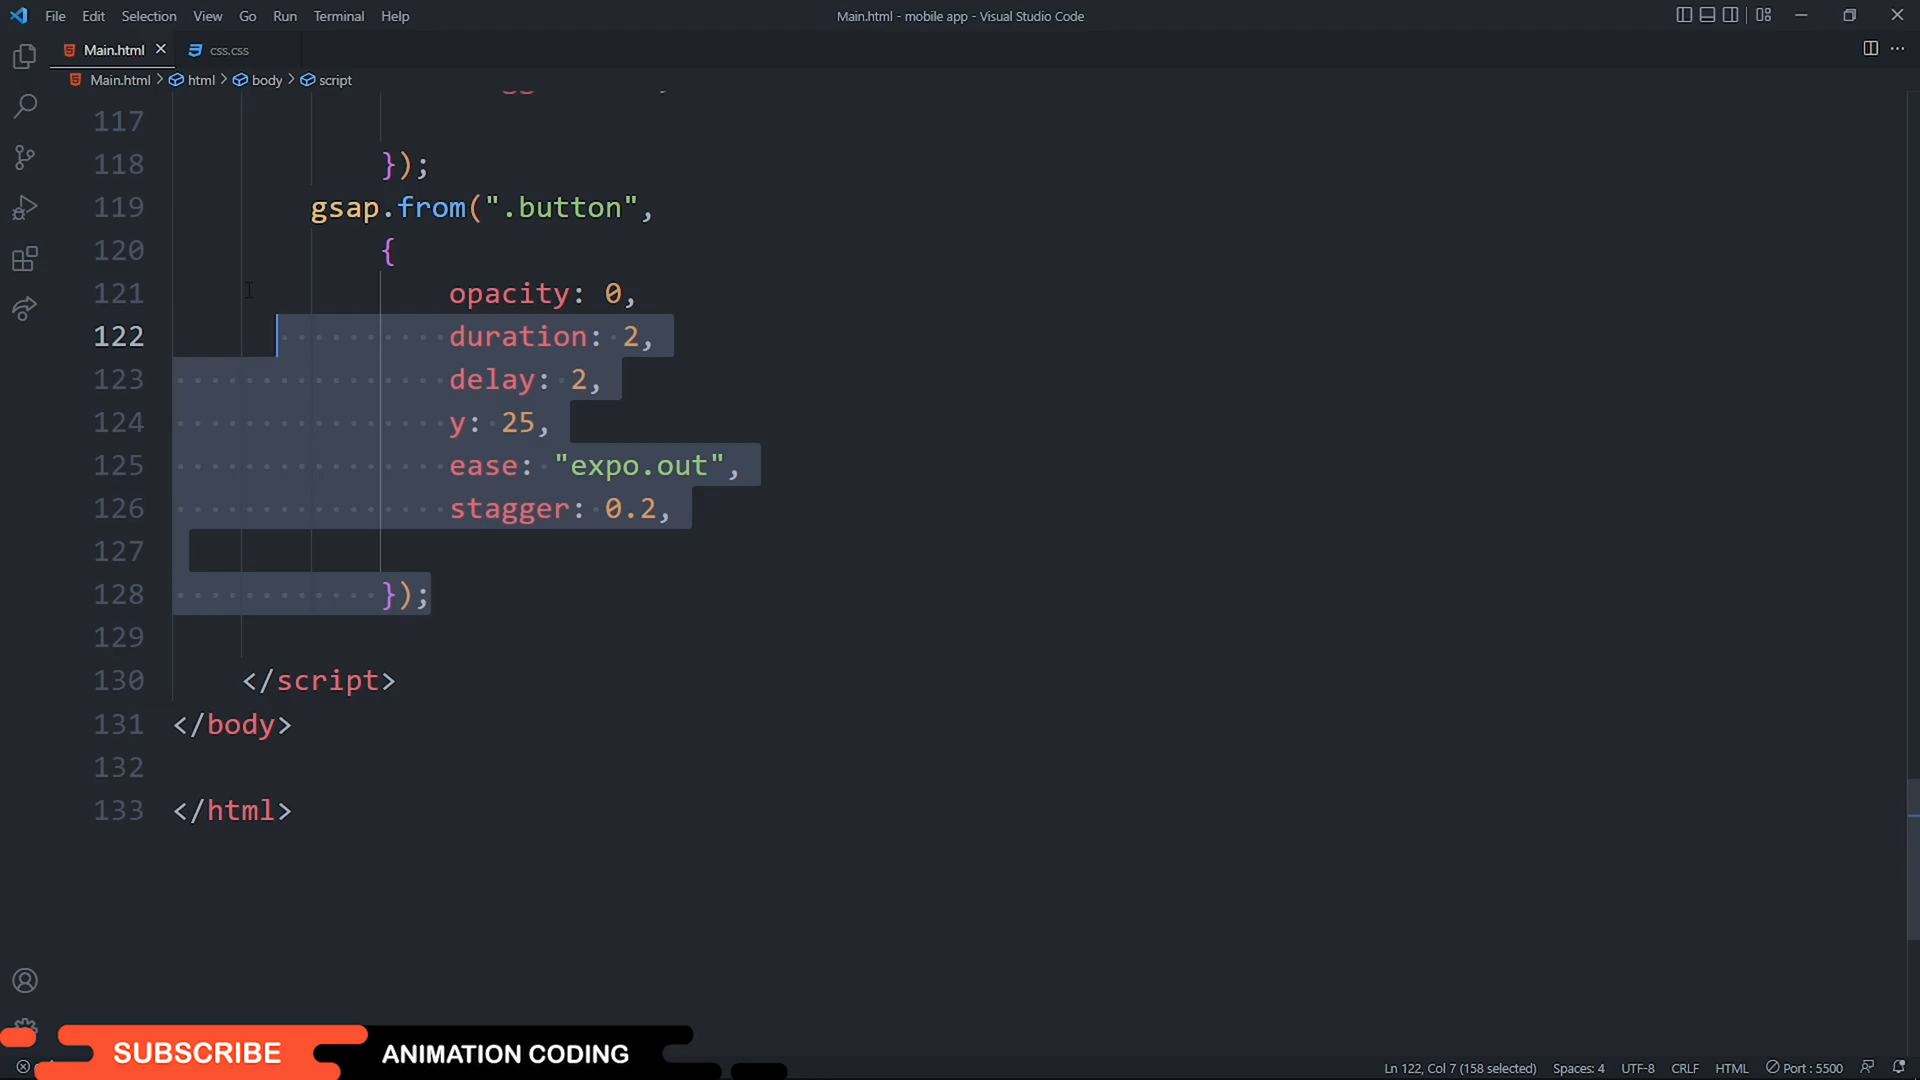 File Edit Selection View Go Run Terminal Help
Main.html - mobile app - Visual Studio Code
Main.html css.css
Main.html > html > body > script
117
118 });
119 gsap.from(".button",
120 {
121 opacity: 0,
122 duration: 2,
123 delay: 2,
124 y: 25,
125 ease: "expo.out",
126 stagger: 0.2,
127
128 });
129
130 </script>
131 </body>
132
133 </html>
SUBSCRIBE ANIMATION CODING
Ln 122, Col 7 (158 selected) Spaces: 4 UTF-8 CRLF HTML Port : 5500